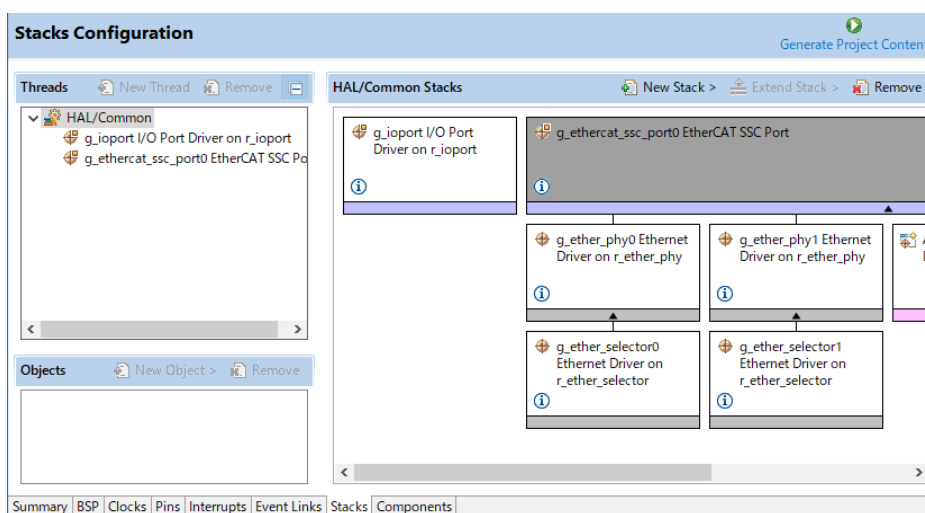 Stacks Configuration
Generate Project Content
Threads
New Thread
Remove
HAL/Common
g_ioport I/O Port Driver on r_ioport
g_ethercat_ssc_port0 EtherCAT SSC Po
Objects
New Object >
Remove
HAL/Common Stacks
New Stack >
Extend Stack >
Remove
g_ioport I/O Port
Driver on r_ioport
g_ethercat_ssc_port0 EtherCAT SSC Port
g_ether_phy0 Ethernet
Driver on r_ether_phy
g_ether_phy1 Ethernet
Driver on r_ether_phy
g_ether_selector0
Ethernet Driver on
r_ether_selector
g_ether_selector1
Ethernet Driver on
r_ether_selector
Summary BSP Clocks Pins Interrupts Event Links Stacks Components